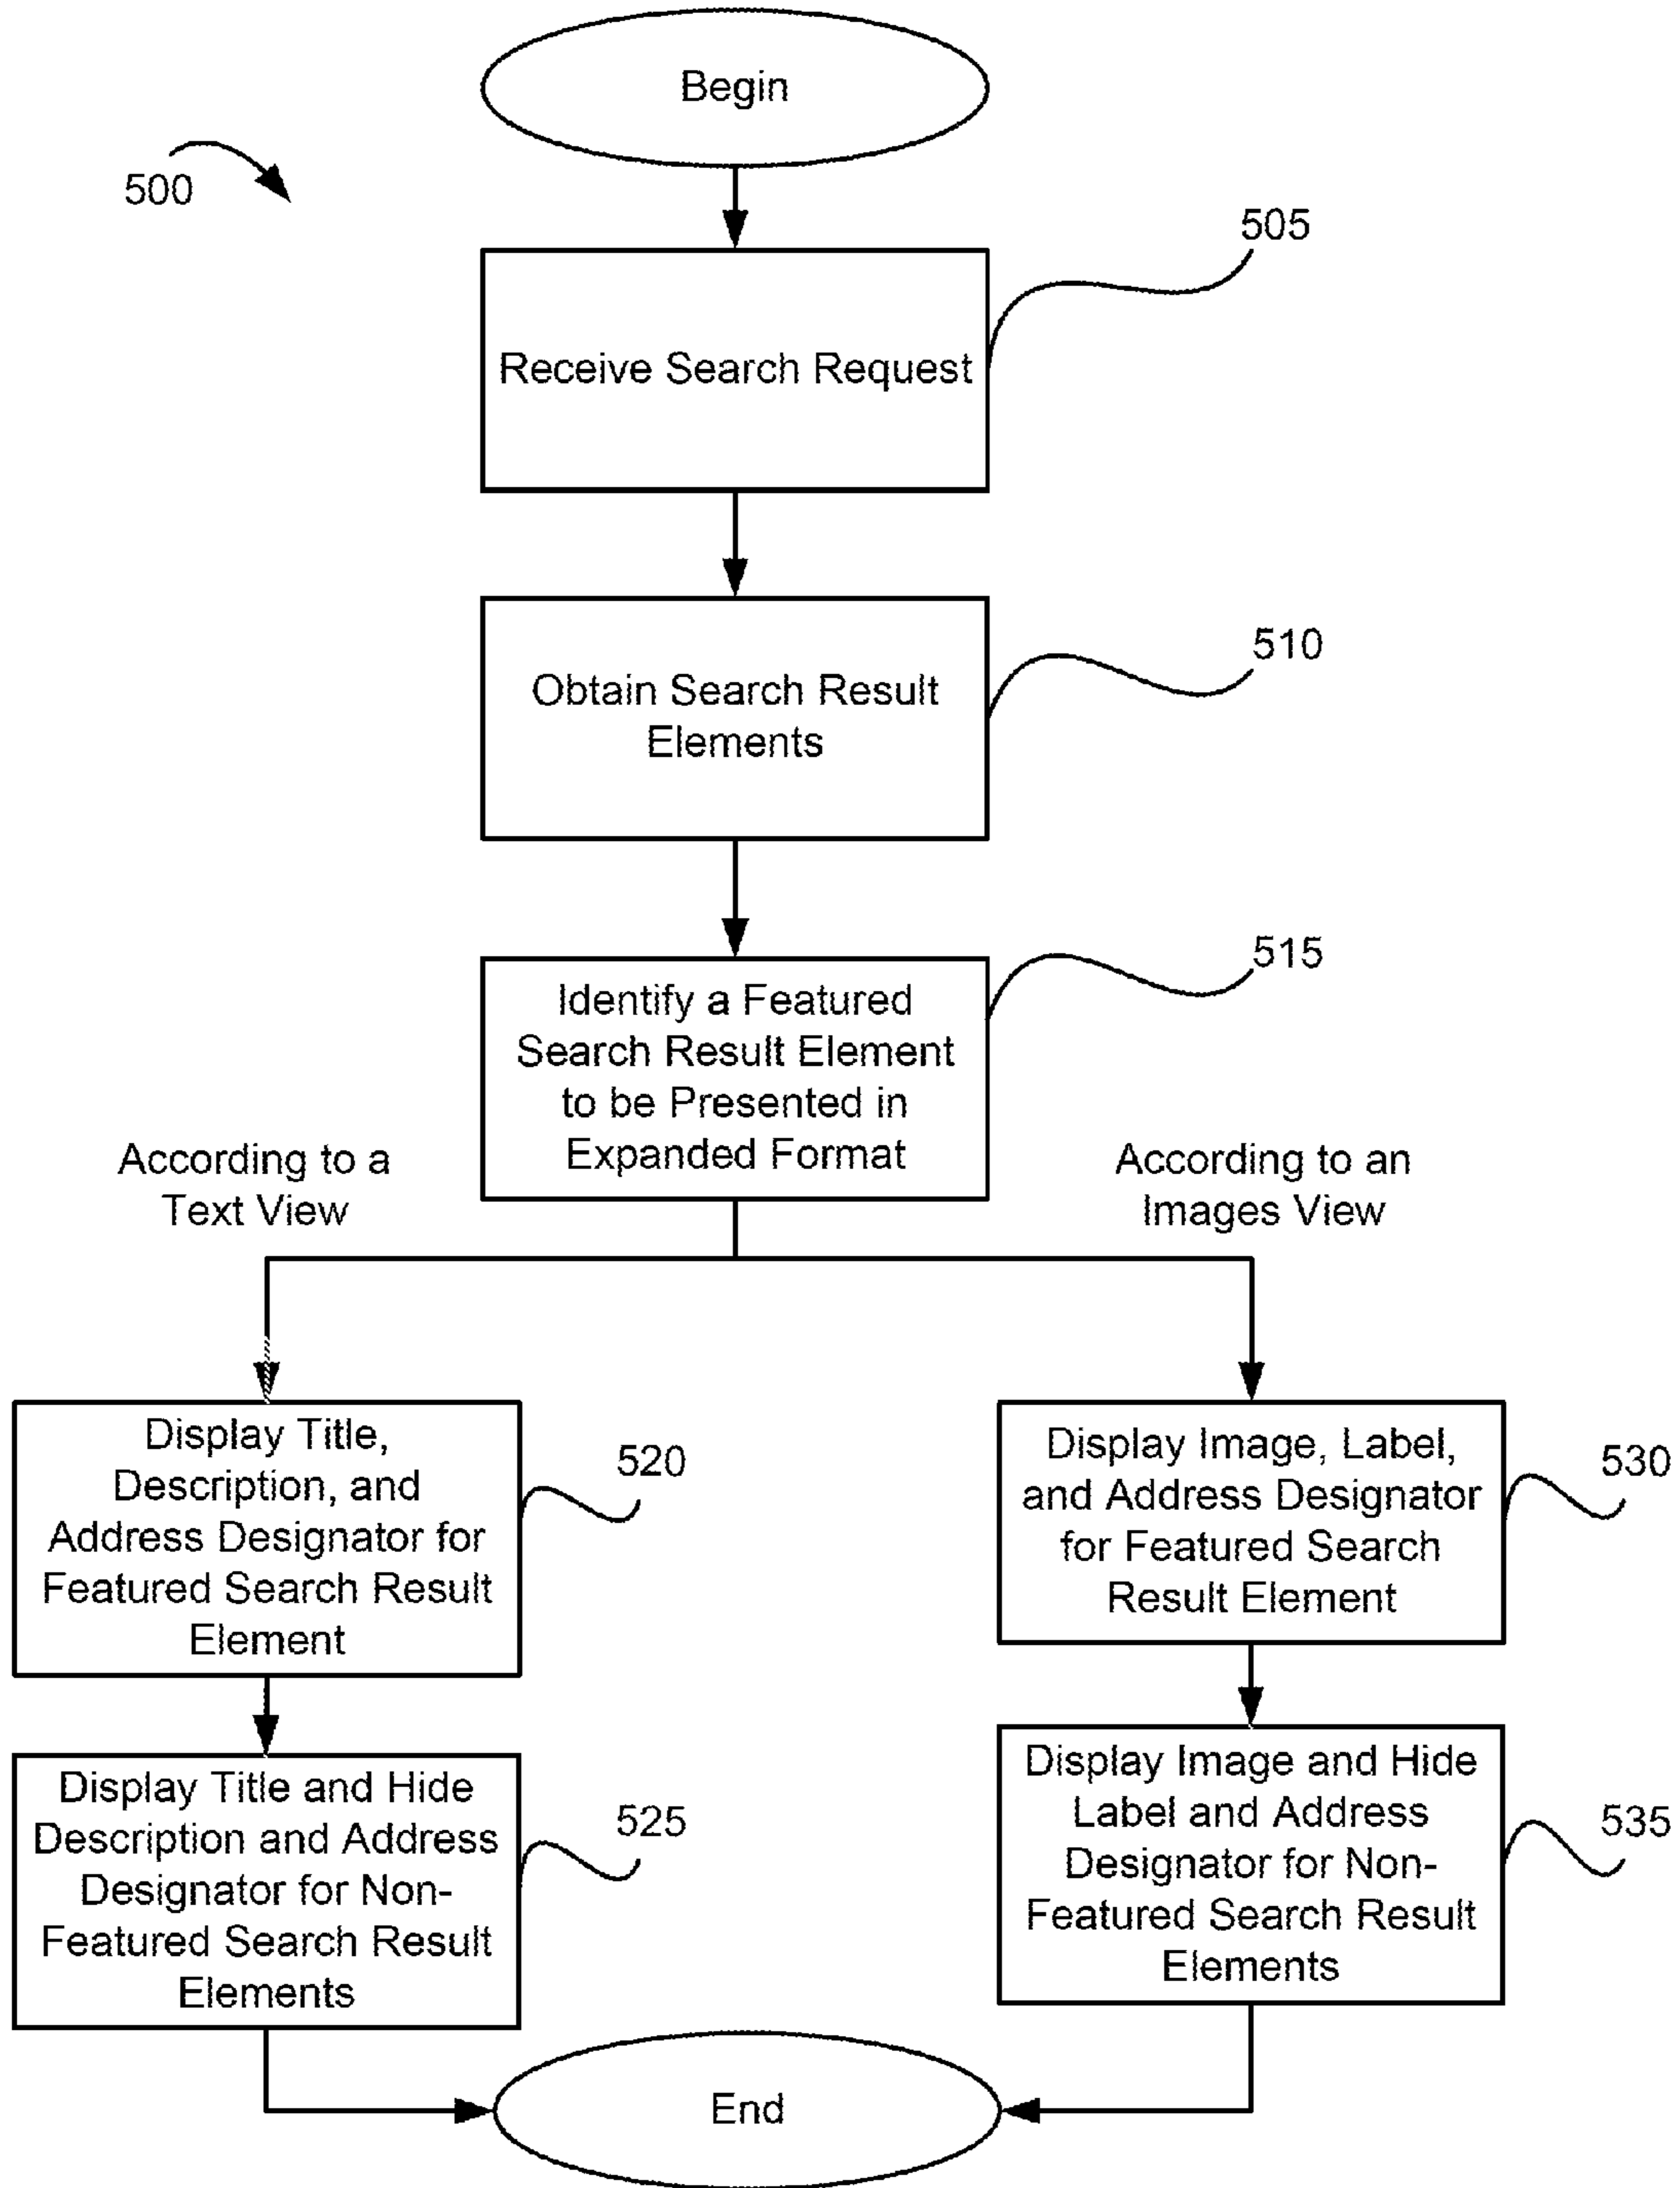 Begin
500
505
Receive Search Request
510
Obtain Search Result
Elements
515
Identify a Featured
Search Result Element
to be Presented in
Expanded Format
According to a
Text View
According to an
Images View
Display Title,
Description, and
Address Designator for
Featured Search Result
Element
520
Display Title and Hide
Description and Address
Designator for Non-
Featured Search Result
Elements
525
Display Image, Label,
and Address Designator
for Featured Search
Result Element
530
Display Image and Hide
Label and Address
Designator for Non-
Featured Search Result
Elements
535
End